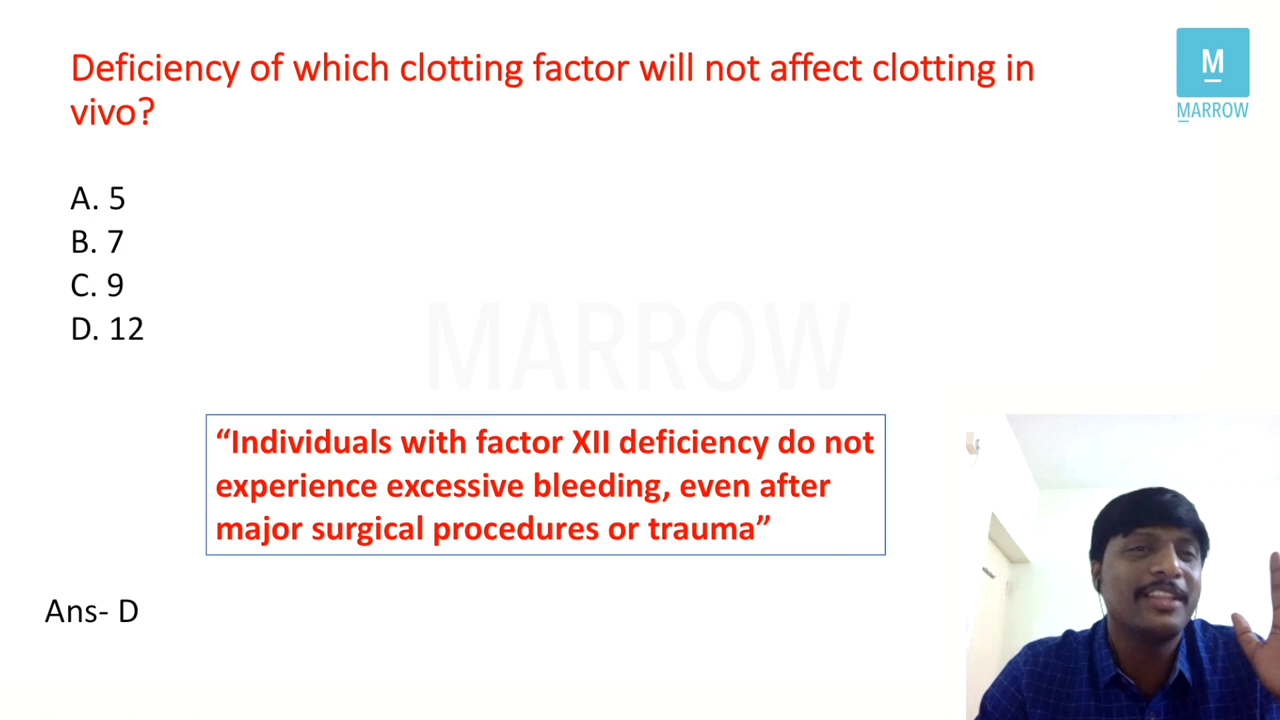 Deficiency of which clotting factor will not affect clotting in
vivo?
M
MARROW
A. 5
B. 7
C. 9
D. 12
MARROW
“Individuals with factor XII deficiency do not
experience excessive bleeding, even after
major surgical procedures or trauma”
Ans- D